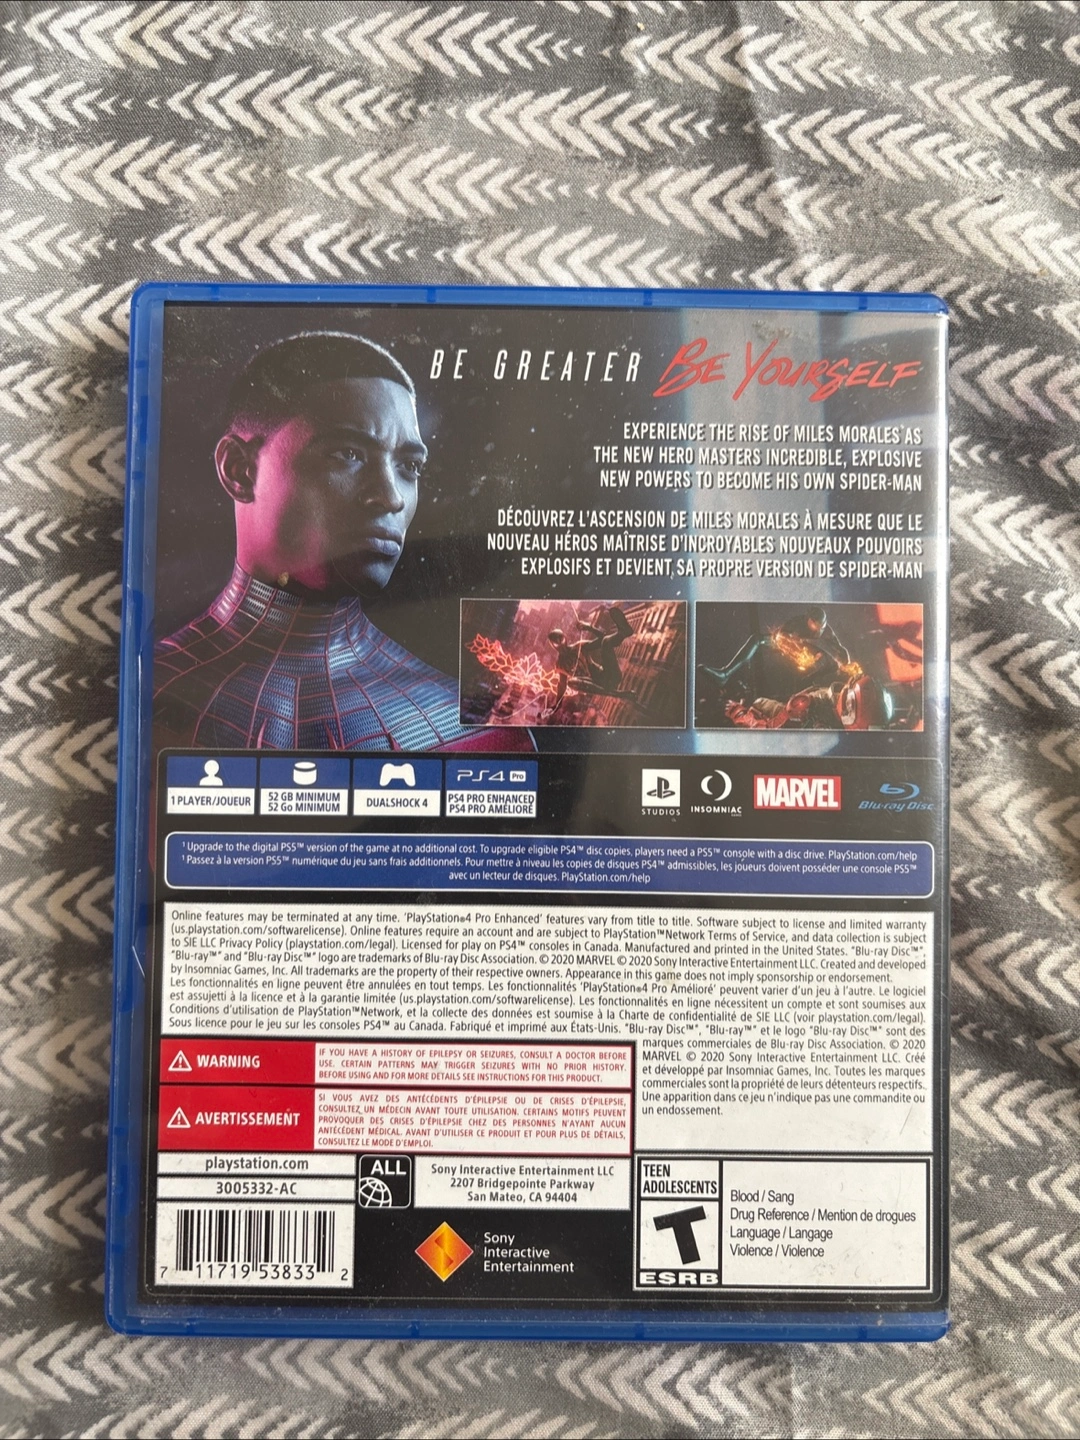 BE GREATER BE YOURSELF
EXPERIENCE THE RISE OF MILES MORALES AS
THE NEW HERO MASTERS INCREDIBLE, EXPLOSIVE
NEW POWERS TO BECOME HIS OWN SPIDER-MAN
DÉCOUVREZ L'ASCENSION DE MILES MORALES À MESURE QUE LE
NOUVEAU HÉROS MAÎTRISE D'INCROYABLES NOUVEAUX POUVOIRS
EXPLOSIFS ET DEVIENT SA PROPRE VERSION DE SPIDER-MAN
1 PLAYER/JOUEUR
52 GB MINIMUM
52 Go MINIMUM
DUALSHOCK 4
PS4 Pro
PS4 PRO ENHANCED
PS4 PRO AMÉLIORÉ
STUDIOS
INSOMNIAC
GAMES
MARVEL
Blu-ray Disc
¹ Upgrade to the digital PS5™ version of the game at no additional cost. To upgrade eligible PS4™ disc copies, players need a PS5™ console with a disc drive. PlayStation.com/help
¹ Passez à la version PS5™ numérique du jeu sans frais additionnels. Pour mettre à niveau les copies de disques PS4™ admissibles, les joueurs doivent posséder une console PS5™
avec un lecteur de disques. PlayStation.com/help
Online features may be terminated at any time. 'PlayStation®4 Pro Enhanced' features vary from title to title. Software subject to license and limited warranty
(us.playstation.com/softwarelicense). Online features require an account and are subject to PlayStation™Network Terms of Service, and data collection is subject
to SIE LLC Privacy Policy (playstation.com/legal). Licensed for play on PS4™ consoles in Canada. Manufactured and printed in the United States. "Blu-ray Disc™",
"Blu-ray™" and "Blu-ray Disc™" logo are trademarks of Blu-ray Disc Association. © 2020 MARVEL © 2020 Sony Interactive Entertainment LLC. Created and developed
by Insomniac Games, Inc. All trademarks are the property of their respective owners. Appearance in this game does not imply sponsorship or endorsement.
Les fonctionnalités en ligne peuvent être annulées en tout temps. Les fonctionnalités 'PlayStation®4 Pro Amélioré' peuvent varier d'un jeu à l'autre. Le logiciel
est assujetti à la licence et à la garantie limitée (us.playstation.com/softwarelicense). Les fonctionnalités en ligne nécessitent un compte et sont soumises aux
Conditions d'utilisation de PlayStation™Network, et la collecte des données est soumise à la Charte de confidentialité de SIE LLC (voir playstation.com/legal).
Sous licence pour le jeu sur les consoles PS4™ au Canada. Fabriqué et imprimé aux États-Unis. "Blu-ray Disc™", "Blu-ray™" et le logo "Blu-ray Disc™" sont des
marques commerciales de Blu-ray Disc Association. © 2020
MARVEL © 2020 Sony Interactive Entertainment LLC. Créé
et développé par Insomniac Games, Inc. Toutes les marques
commerciales sont la propriété de leurs détenteurs respectifs.
Une apparition dans ce jeu n'indique pas une commandite ou
un endossement.
WARNING
IF YOU HAVE A HISTORY OF EPILEPSY OR SEIZURES, CONSULT A DOCTOR BEFORE
USE. CERTAIN PATTERNS MAY TRIGGER SEIZURES WITH NO PRIOR HISTORY.
BEFORE USING AND FOR MORE DETAILS SEE INSTRUCTIONS FOR THIS PRODUCT.
AVERTISSEMENT
SI VOUS AVEZ DES ANTÉCÉDENTS D'ÉPILEPSIE OU DE CRISES D'ÉPILEPSIE,
CONSULTEZ UN MÉDECIN AVANT TOUTE UTILISATION. CERTAINS MOTIFS PEUVENT
PROVOQUER DES CRISES D'ÉPILEPSIE CHEZ DES PERSONNES N'AYANT AUCUN
ANTÉCÉDENT MÉDICAL. AVANT D'UTILISER CE PRODUIT ET POUR PLUS DE DÉTAILS,
CONSULTEZ LE MODE D'EMPLOI.
playstation.com
3005332-AC
ALL
Sony Interactive Entertainment LLC
2207 Bridgepointe Parkway
San Mateo, CA 94404
7 11719 53833 2
Sony
Interactive
Entertainment
TEEN
ADOLESCENTS
T
ESRB
Blood / Sang
Drug Reference / Mention de drogues
Language / Langage
Violence / Violence